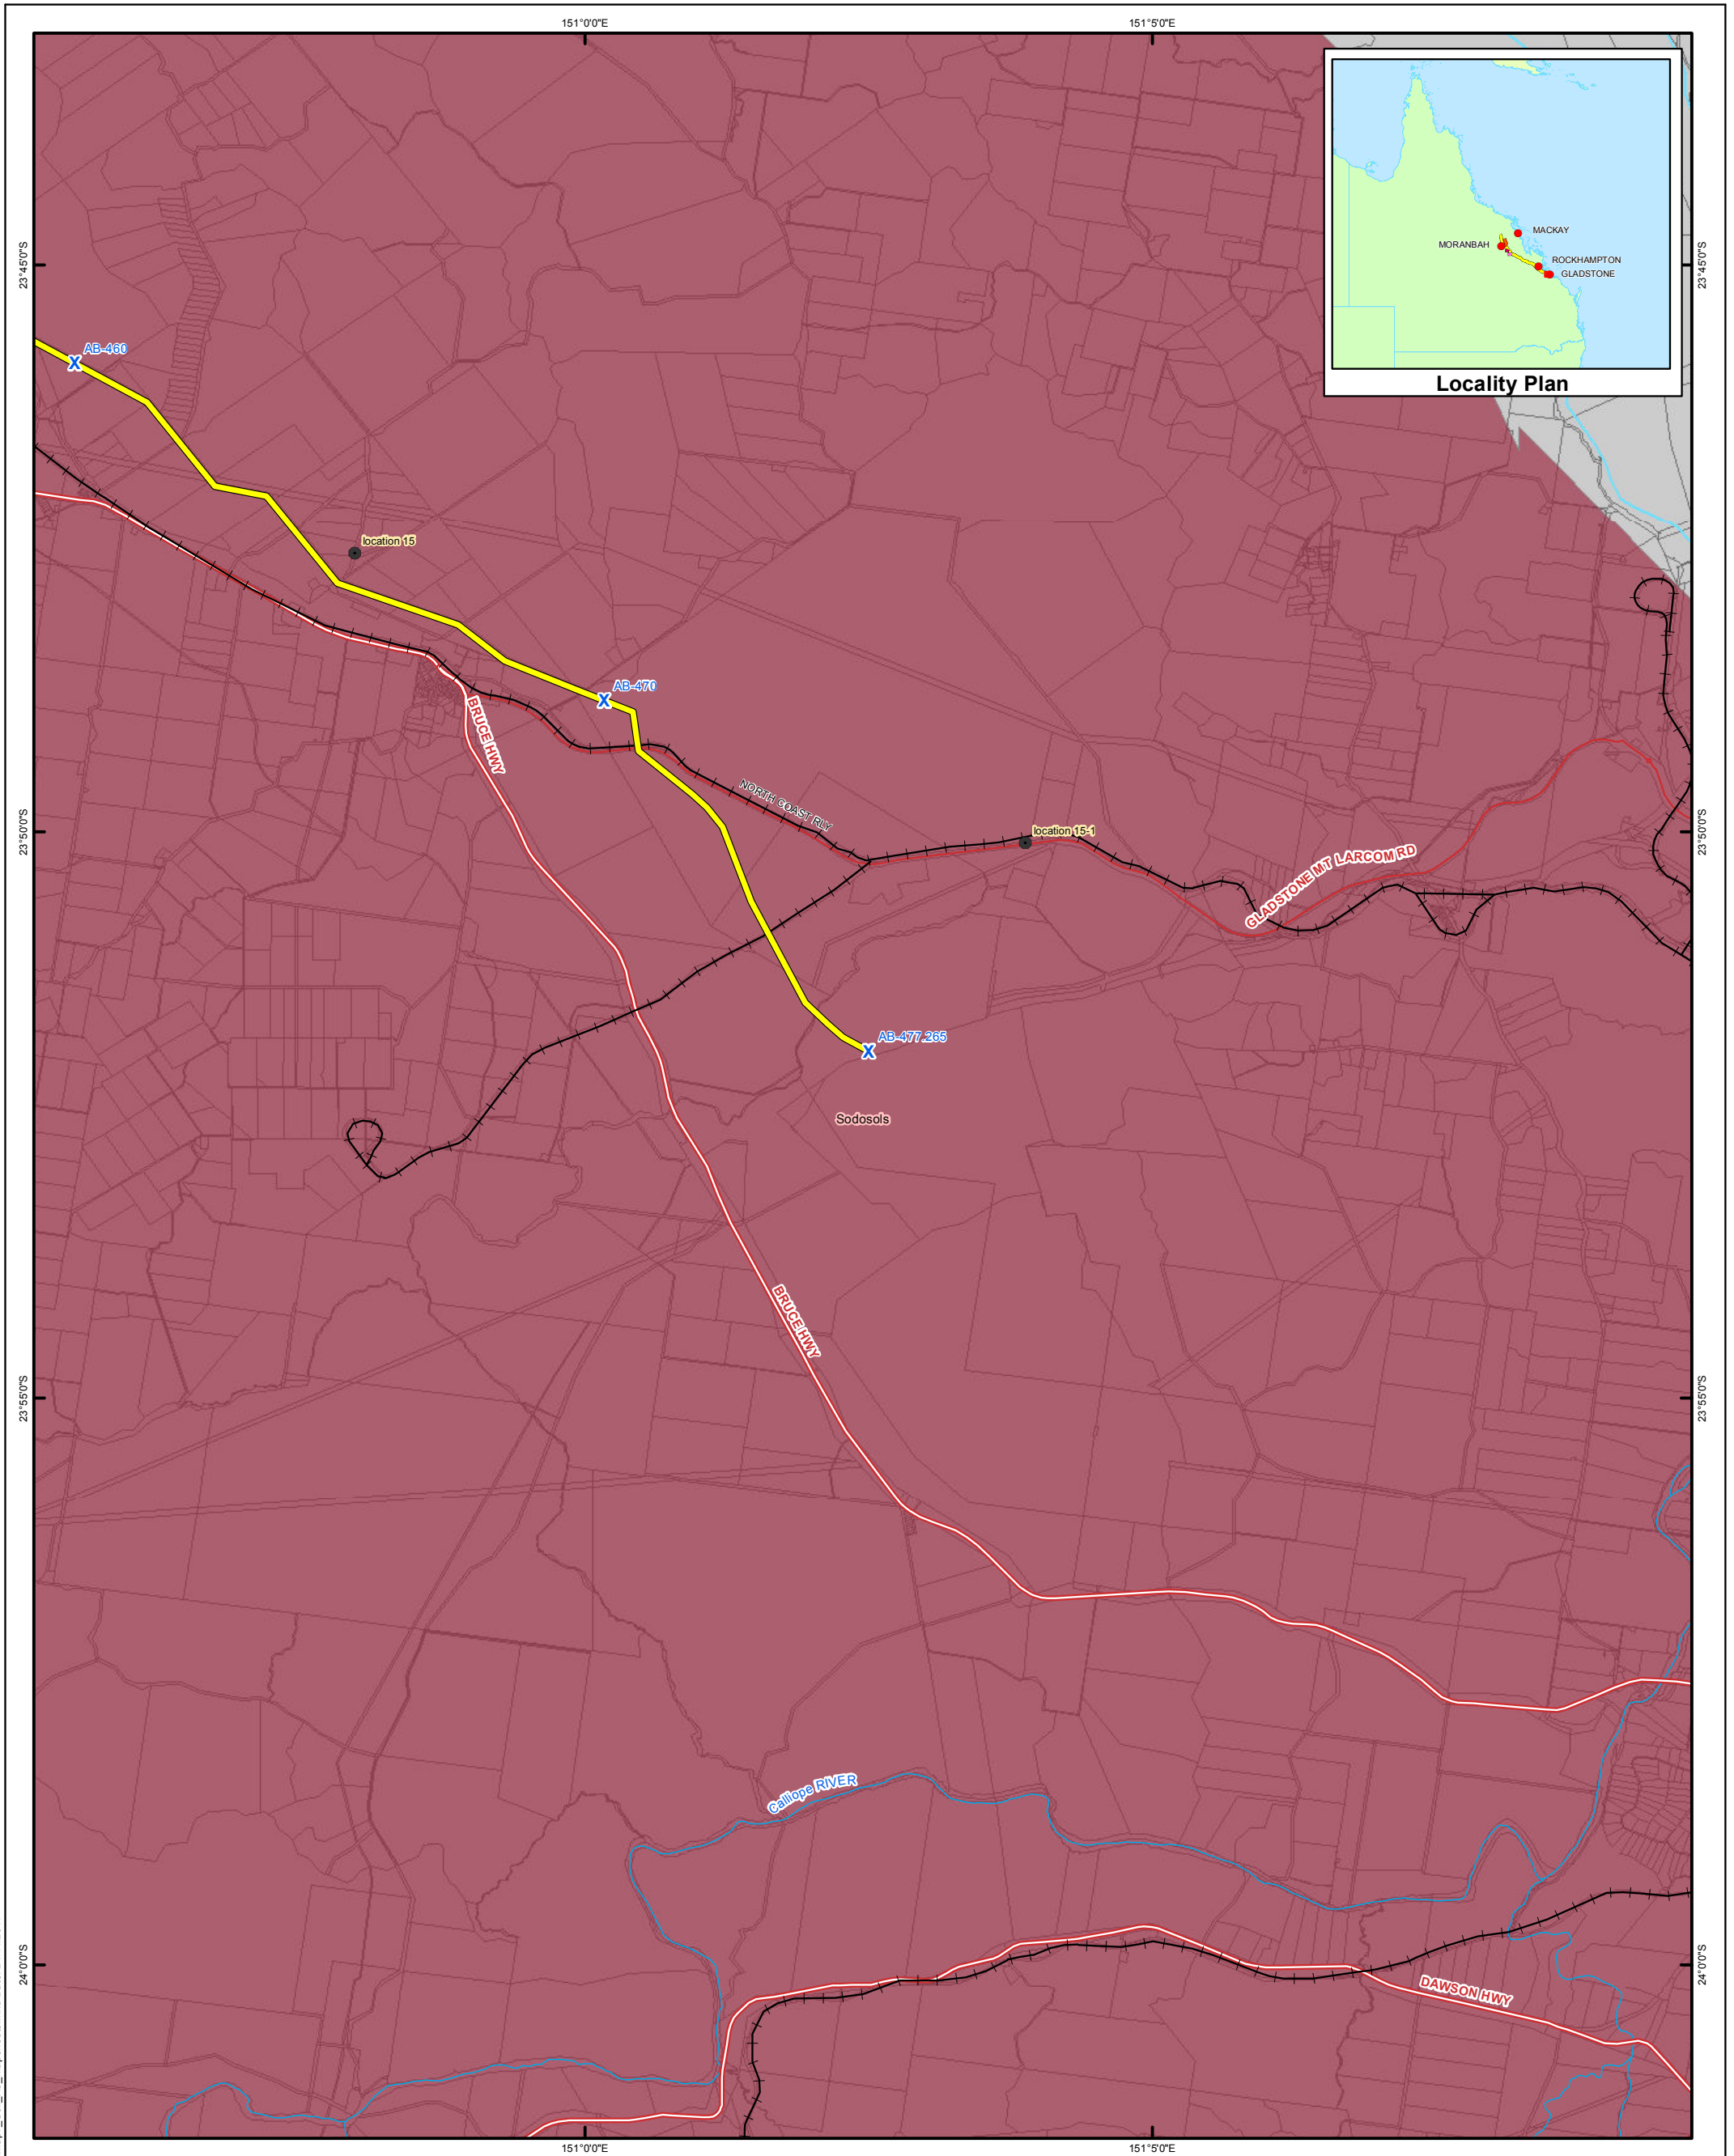 151°0'0"E
151°5'0"E
MACKAY
MORANBAH
ROCKHAMPTON
GLADSTONE
Locality Plan
23°45'0"S
23°45'0"S
AB-460
location 15
AB-470
BRUCE HWY
NORTH COAST RLY
location 15-1
23°50'0"S
23°50'0"S
GLADSTONE MT LARCOM RD
AB-477.265
Sodosols
BRUCE HWY
23°55'0"S
23°55'0"S
Calliope RIVER
24°0'0"S
24°0'0"S
DAWSON HWY
151°0'0"E
151°5'0"E